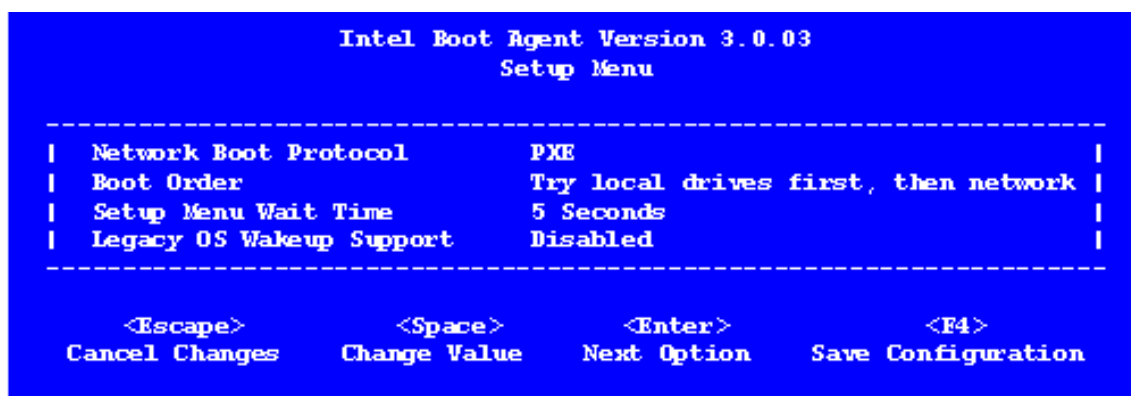 Intel Boot Agent Version 3.0.03
Setup Menu
Network Boot Protocol PXE
Boot Order Try local drives first, then network
Setup Menu Wait Time 5 Seconds
Legacy OS Wakeup Support Disabled
<Escape> <Space> <Enter> <F4>
Cancel Changes Change Value Next Option Save Configuration